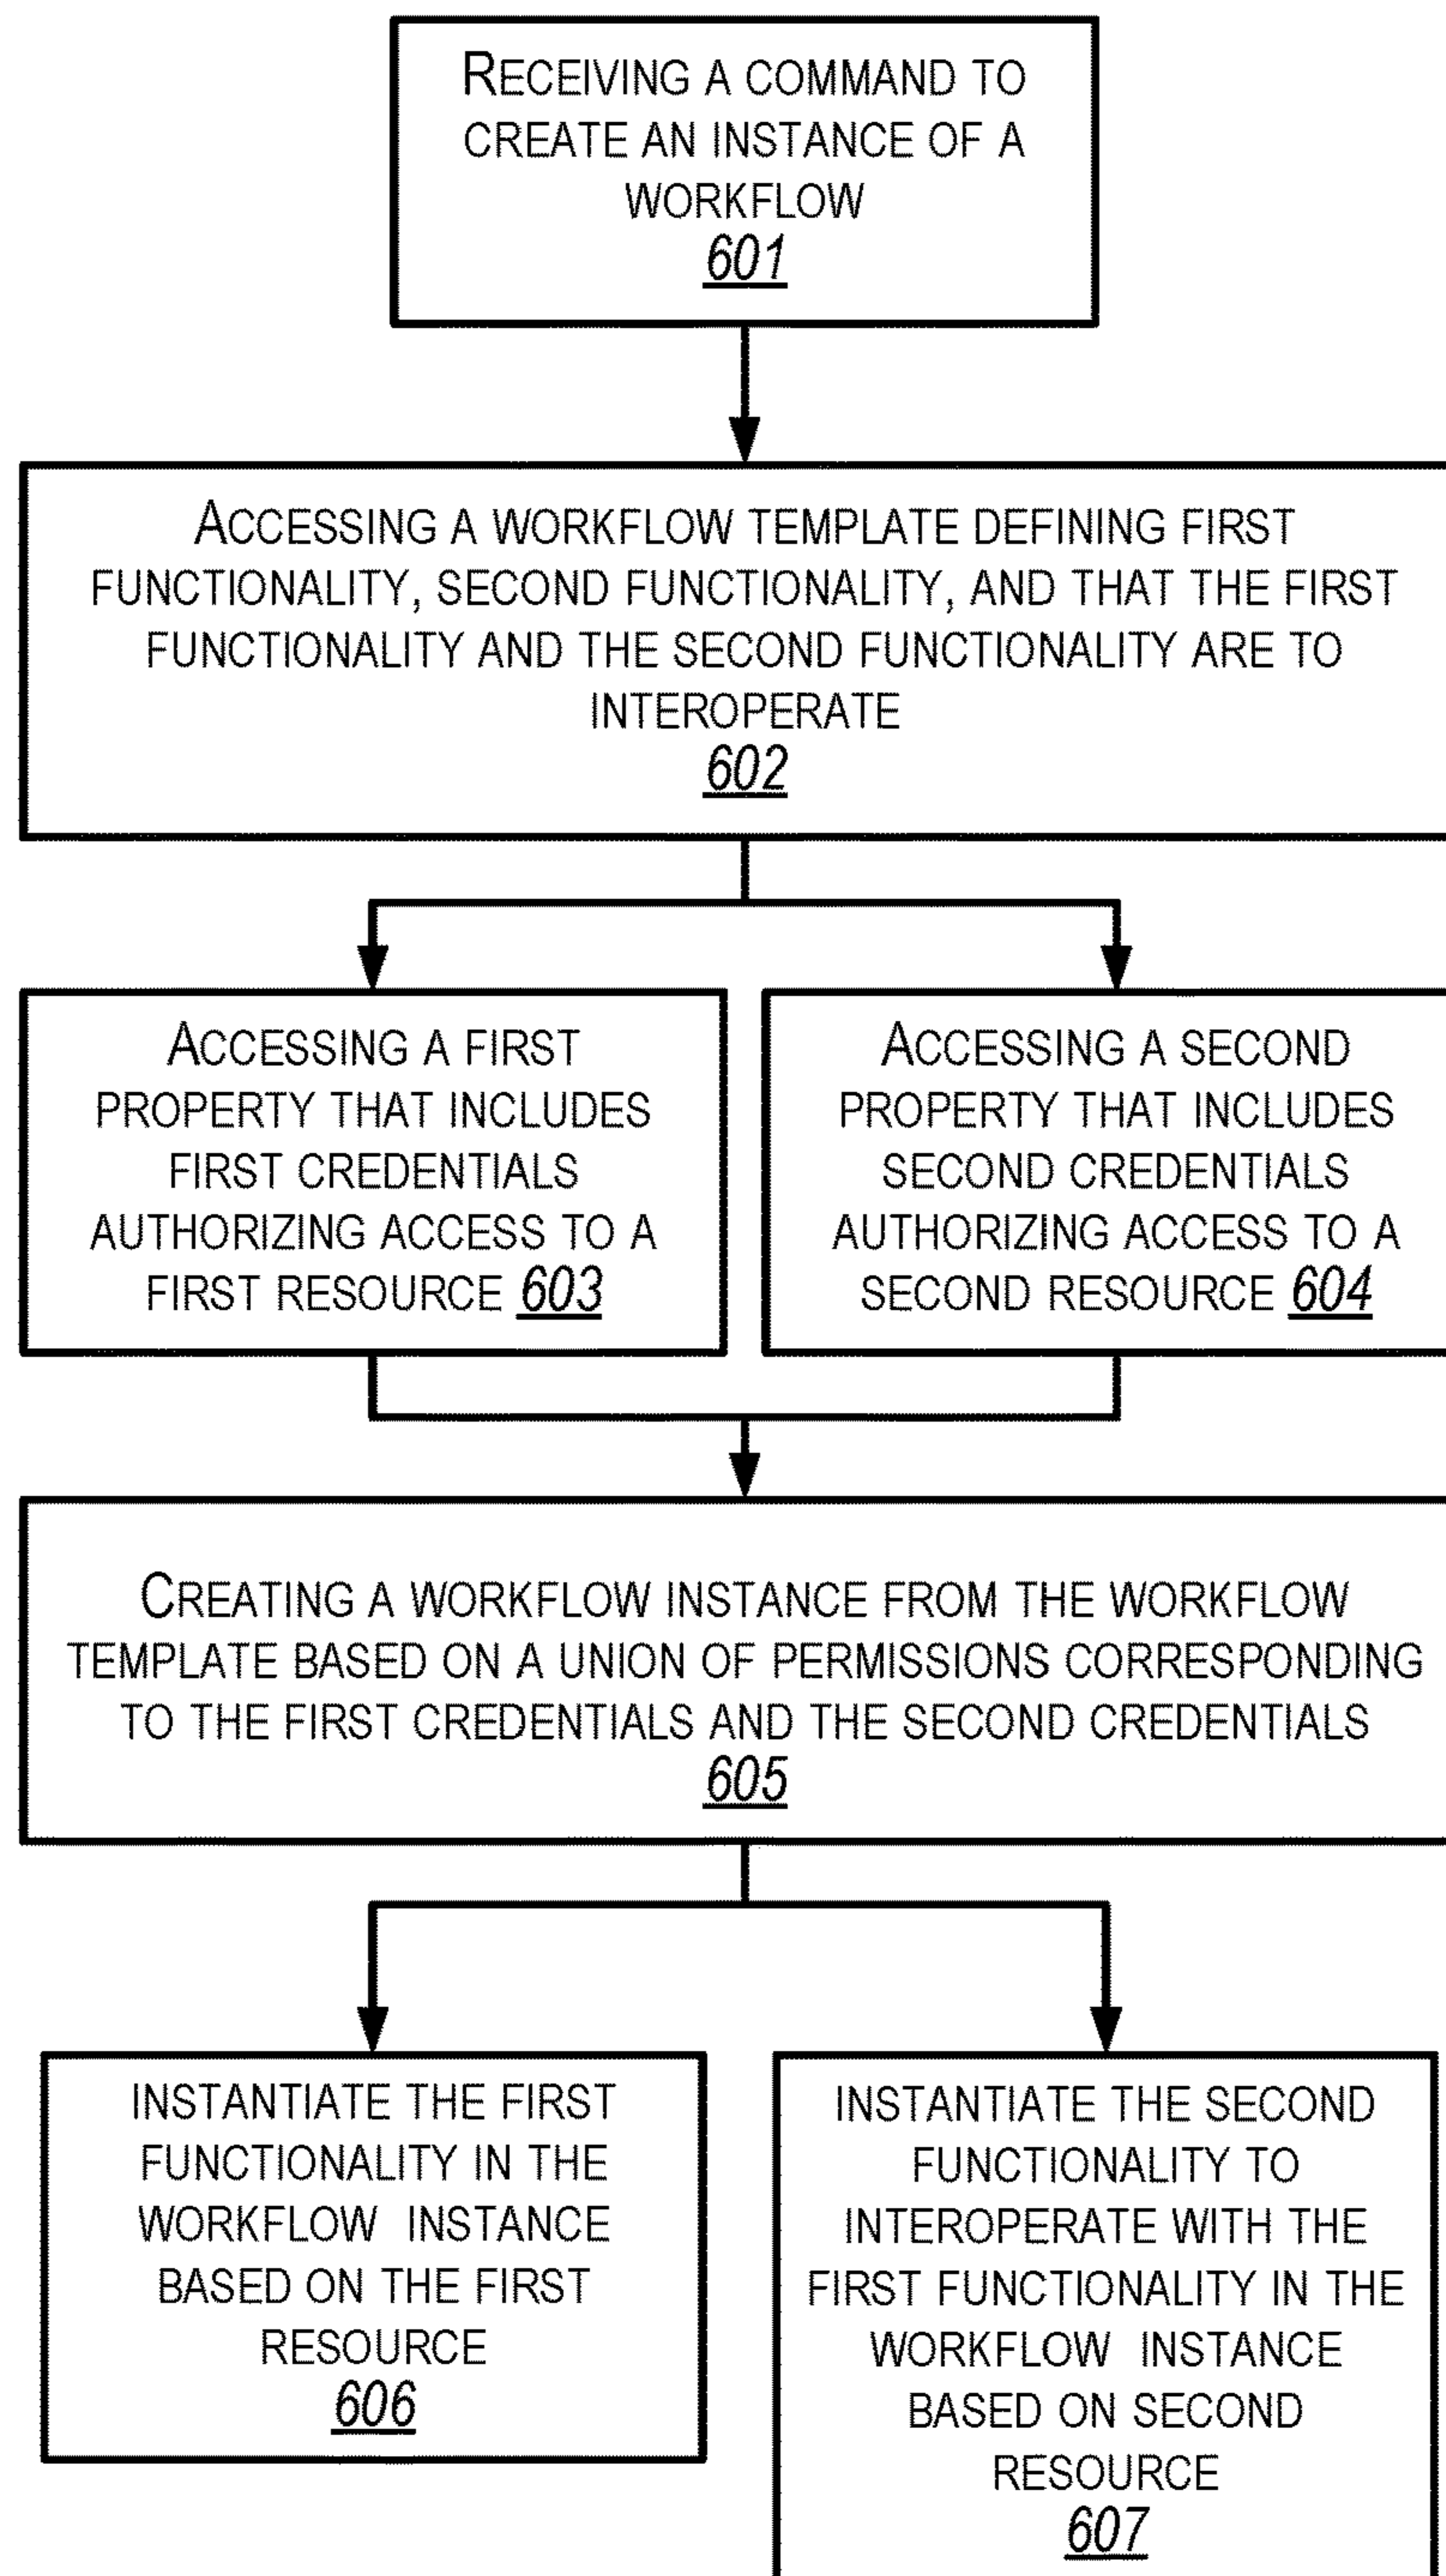 RECEIVING A COMMAND TO
CREATE AN INSTANCE OF A
WORKFLOW
601
ACCESSING A WORKFLOW TEMPLATE DEFINING FIRST
FUNCTIONALITY, SECOND FUNCTIONALITY, AND THAT THE FIRST
FUNCTIONALITY AND THE SECOND FUNCTIONALITY ARE TO
INTEROPERATE
602
ACCESSING A FIRST
PROPERTY THAT INCLUDES
FIRST CREDENTIALS
AUTHORIZING ACCESS TO A
FIRST RESOURCE 603
ACCESSING A SECOND
PROPERTY THAT INCLUDES
SECOND CREDENTIALS
AUTHORIZING ACCESS TO A
SECOND RESOURCE 604
CREATING A WORKFLOW INSTANCE FROM THE WORKFLOW
TEMPLATE BASED ON A UNION OF PERMISSIONS CORRESPONDING
TO THE FIRST CREDENTIALS AND THE SECOND CREDENTIALS
605
INSTANTIATE THE FIRST
FUNCTIONALITY IN THE
WORKFLOW INSTANCE
BASED ON THE FIRST
RESOURCE
606
INSTANTIATE THE SECOND
FUNCTIONALITY TO
INTEROPERATE WITH THE
FIRST FUNCTIONALITY IN THE
WORKFLOW INSTANCE
BASED ON SECOND
RESOURCE
607